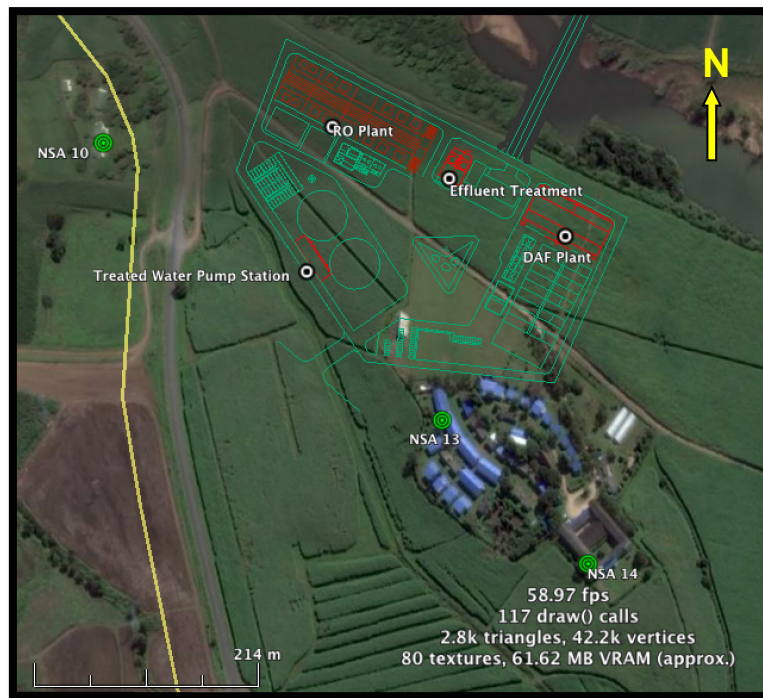 N
RO Plant
NSA 10
Effluent Treatment
DAF Plant
Treated Water Pump Station
NSA 13
NSA 14
58.97 fps
117 draw() calls
2.8k triangles, 42.2k vertices
80 textures, 61.62 MB VRAM (approx.)
214 m